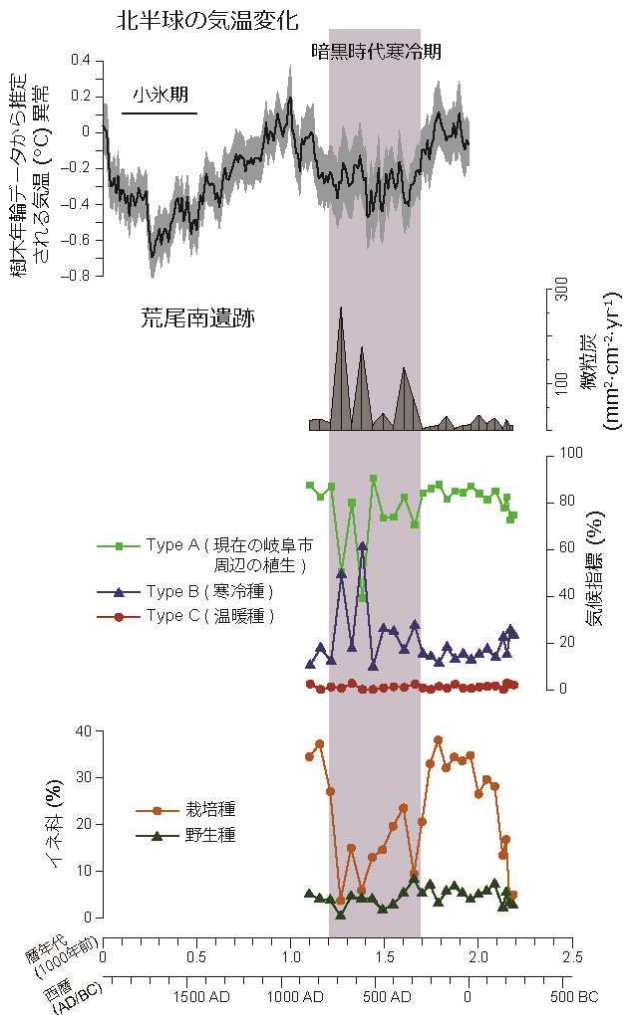 北半球の気温変化
暗黒時代寒冷期
小氷期
樹木年輪データから推定
される気温 (°C) 異常
0.4
0.2
0
−0.2
−0.4
−0.6
−0.8
荒尾南遺跡
300
100
微粒炭
(mm²·cm⁻²·yr⁻¹)
100
80
60
40
20
0
気候指標 (%)
Type A ( 現在の岐阜市
周辺の植生 )
Type B ( 寒冷種 )
Type C ( 温暖種 )
40
30
20
10
0
イネ科 (%)
栽培種
野生種
暦年代
(1000年前)
0 0.5 1.0 1.5 2.0 2.5
西暦
(AD/BC)
1500 AD 1000 AD 500 AD 0 500 BC